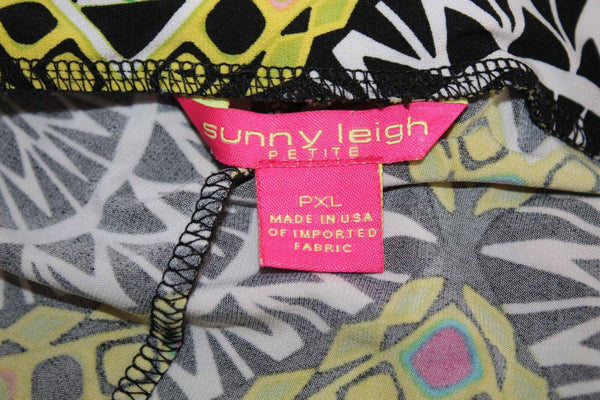 sunny leigh
PETITE
PXL
MADE IN USA
OF IMPORTED
FABRIC